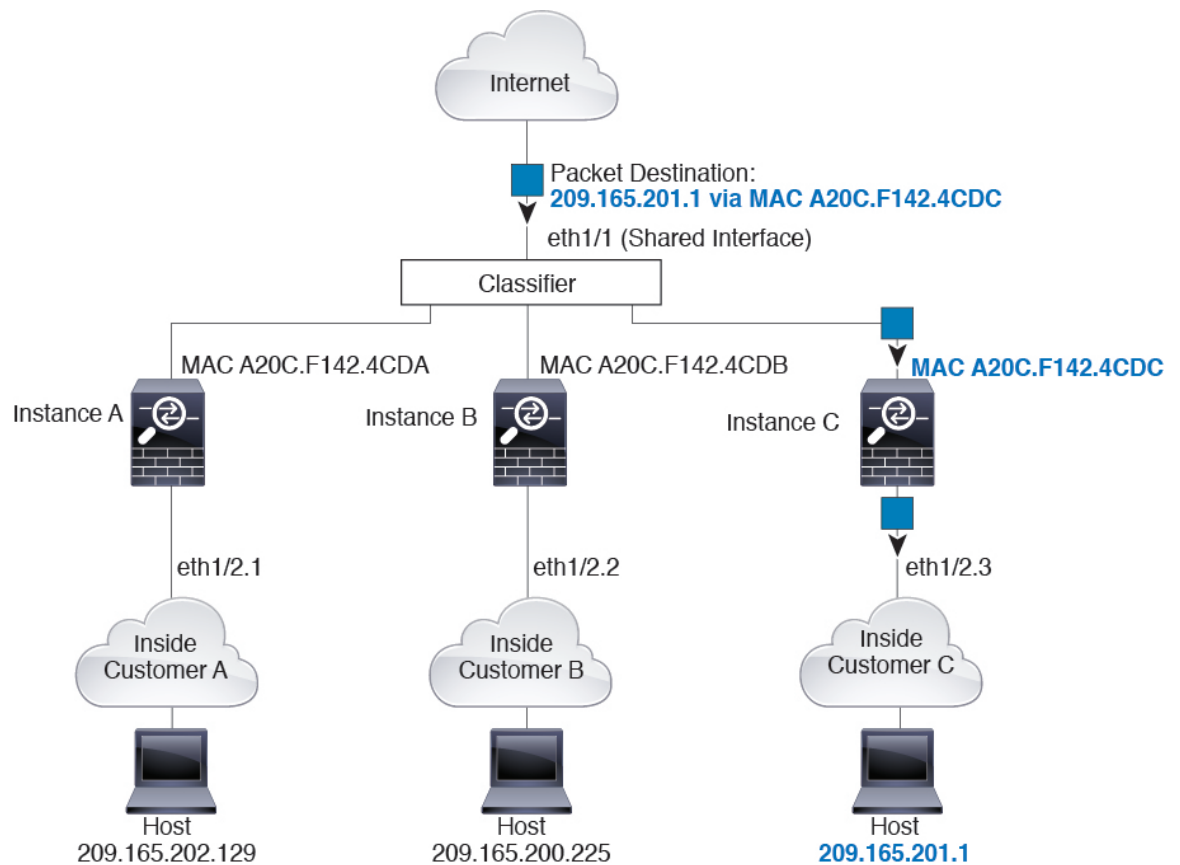 Internet
Packet Destination:
209.165.201.1 via MAC A20C.F142.4CDC
eth1/1 (Shared Interface)
Classifier
MAC A20C.F142.4CDA
MAC A20C.F142.4CDB
MAC A20C.F142.4CDC
Instance A
Instance B
Instance C
eth1/2.1
eth1/2.2
eth1/2.3
Inside
Customer A
Inside
Customer B
Inside
Customer C
Host
209.165.202.129
Host
209.165.200.225
Host
209.165.201.1